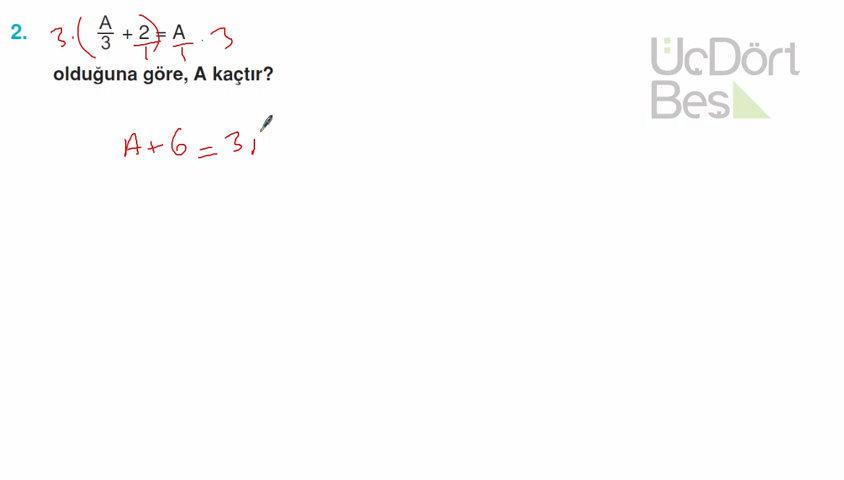 2. 3 · ( A/3 + 2/1 ) = A/1 · 3
olduğuna göre, A kaçtır?
A + 6 = 3
ÜçDört
Beş